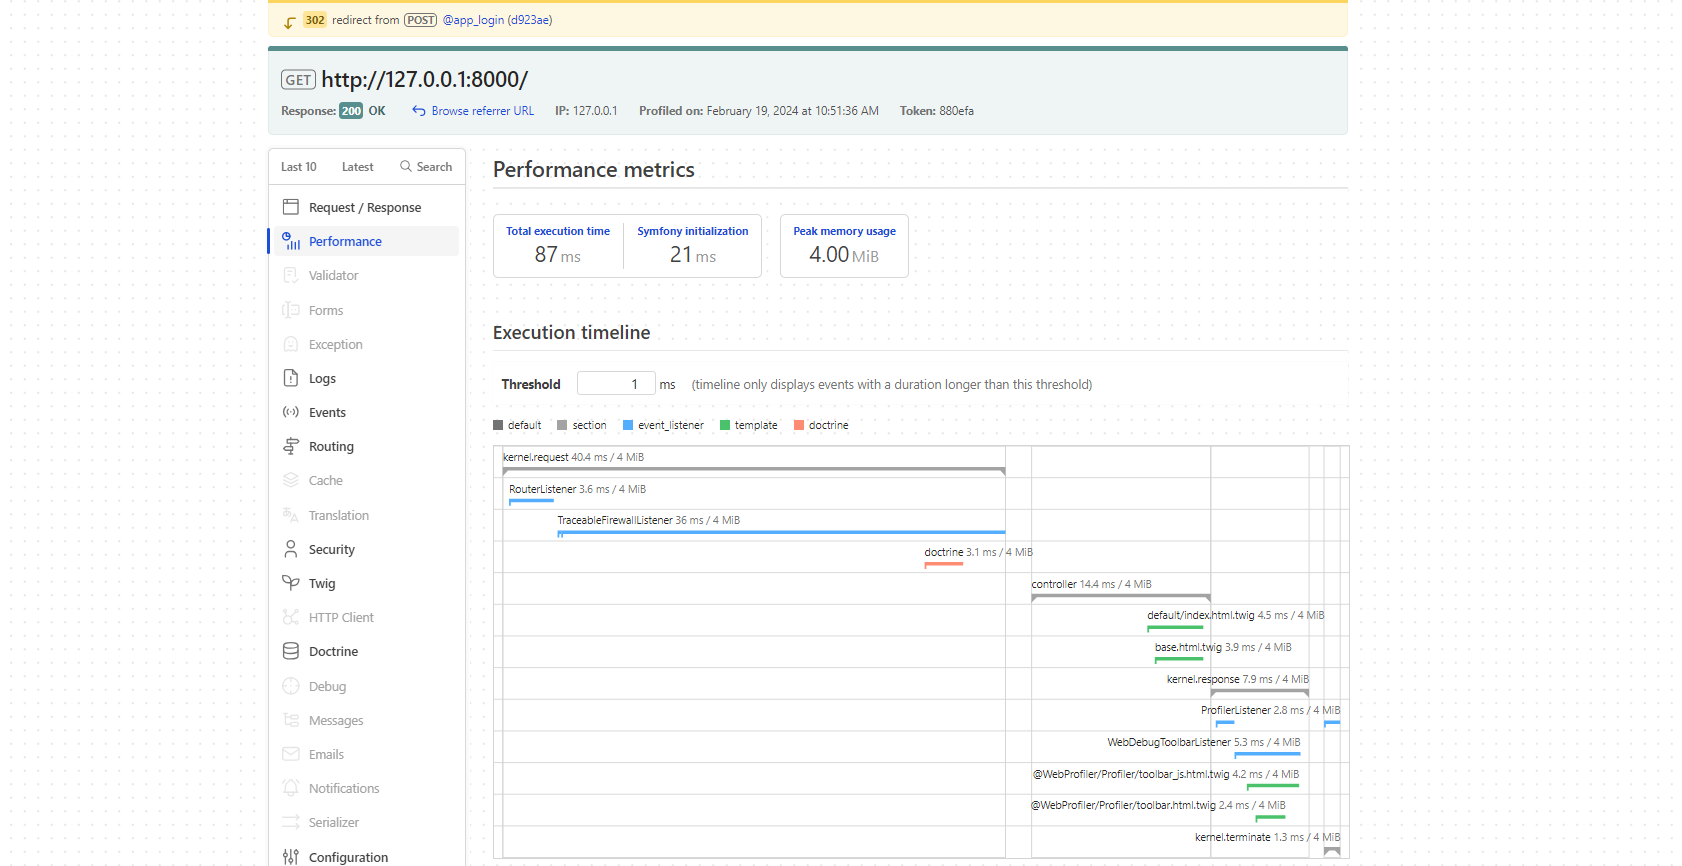 302 redirect from POST @app_login (d923ae)
GET http://127.0.0.1:8000/
Response: 200 OK Browse referrer URL IP: 127.0.0.1 Profiled on: February 19, 2024 at 10:51:36 AM Token: 880efa
Last 10 Latest Search
Request / Response
Performance
Validator
Forms
Exception
Logs
Events
Routing
Cache
Translation
Security
Twig
HTTP Client
Doctrine
Debug
Messages
Emails
Notifications
Serializer
Configuration
Performance metrics
Total execution time
87 ms
Symfony initialization
21 ms
Peak memory usage
4.00 MiB
Execution timeline
Threshold 1 ms (timeline only displays events with a duration longer than this threshold)
default section event_listener template doctrine
kernel.request 40.4 ms / 4 MiB
RouterListener 3.6 ms / 4 MiB
TraceableFirewallListener 36 ms / 4 MiB
doctrine 3.1 ms / 4 MiB
controller 14.4 ms / 4 MiB
default/index.html.twig 4.5 ms / 4 MiB
base.html.twig 3.9 ms / 4 MiB
kernel.response 7.9 ms / 4 MiB
ProfilerListener 2.8 ms / 4 MiB
WebDebugToolbarListener 5.3 ms / 4 MiB
@WebProfiler/Profiler/toolbar_js.html.twig 4.2 ms / 4 MiB
@WebProfiler/Profiler/toolbar.html.twig 2.4 ms / 4 MiB
kernel.terminate 1.3 ms / 4 MiB